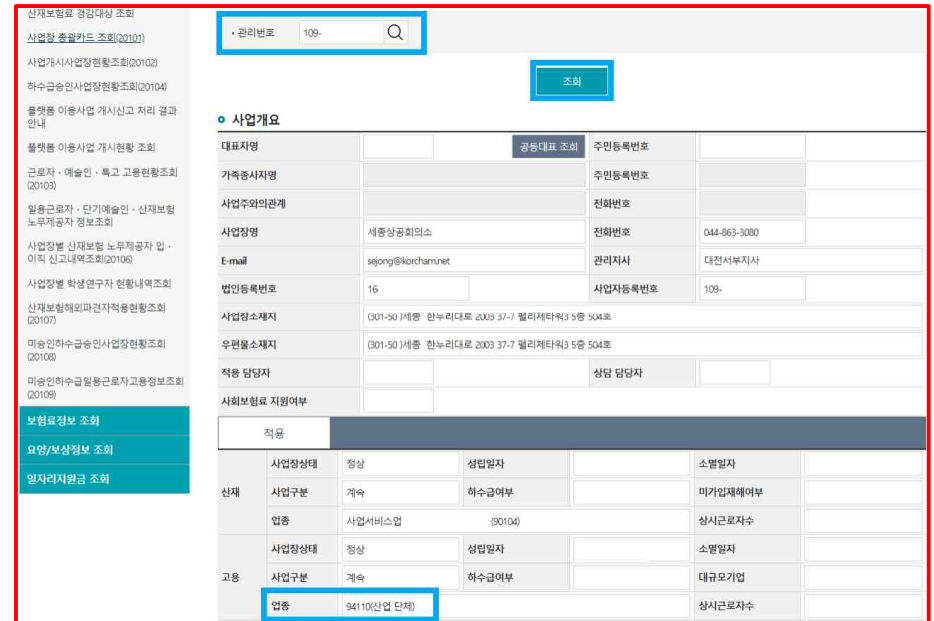 산재보험료 경감대상 조회
사업장 총괄카드 조회(20101)
사업개시사업장현황조회(20102)
하수급승인사업장현황조회(20104)
플랫폼 이용사업 개시신고 처리 결과
안내
플랫폼 이용사업 개시현황 조회
근로자·예술인·특고 고용현황조회
(20103)
일용근로자·단기예술인·산재보험
노무제공자 정보조회
사업장별 산재보험 노무제공자 입·
이직 신고내역조회(20106)
사업장별 학생연구자 현황내역조회
산재보험해외파견자적용현황조회
(20107)
미승인하수급승인사업장현황조회
(20108)
미승인하수급일용근로자고용정보조회
(20109)
보험료정보 조회
요양/보상정보 조회
일자리지원금 조회
• 관리번호 109-
조회
사업개요
대표자명 공동대표 조회 주민등록번호
가족종사자명 주민등록번호
사업주와의관계 전화번호
사업장명 세종상공회의소 전화번호 044-863-3080
E-mail sejong@korcham.net 관리지사 대전서부지사
법인등록번호 16 사업자등록번호 109-
사업장소재지 (301-50 )세종 한누리대로 2003 37-7 펠리체타워3 5층 504호
우편물소재지 (301-50 )세종 한누리대로 2003 37-7 펠리체타워3 5층 504호
적용 담당자 상담 담당자
사회보험료 지원여부
적용
산재 사업장상태 정상 성립일자 소멸일자
사업구분 계속 하수급여부 미가입재해여부
업종 사업서비스업 (90104) 상시근로자수
고용 사업장상태 정상 성립일자 소멸일자
사업구분 계속 하수급여부 대규모기업
업종 94110(산업 단체) 상시근로자수